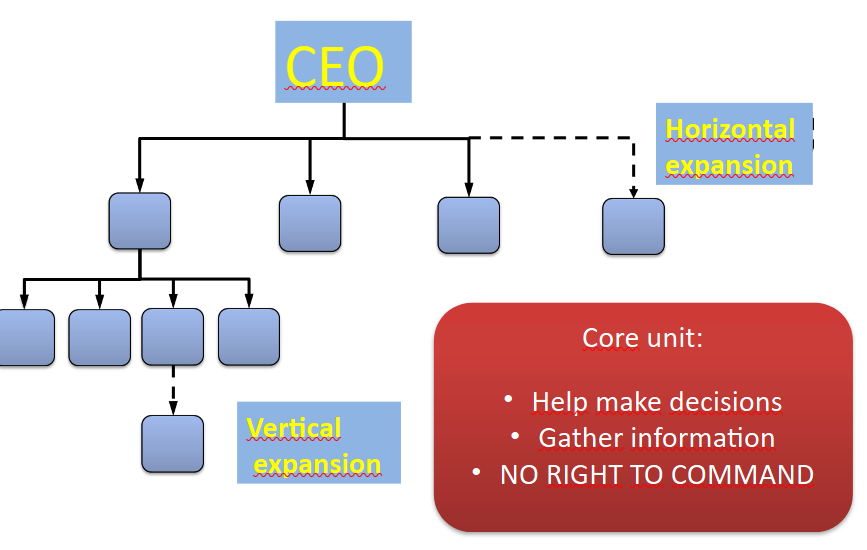 CEO
Horizontal
expansion
Core unit:
• Help make decisions
• Gather information
• NO RIGHT TO COMMAND
Vertical
expansion